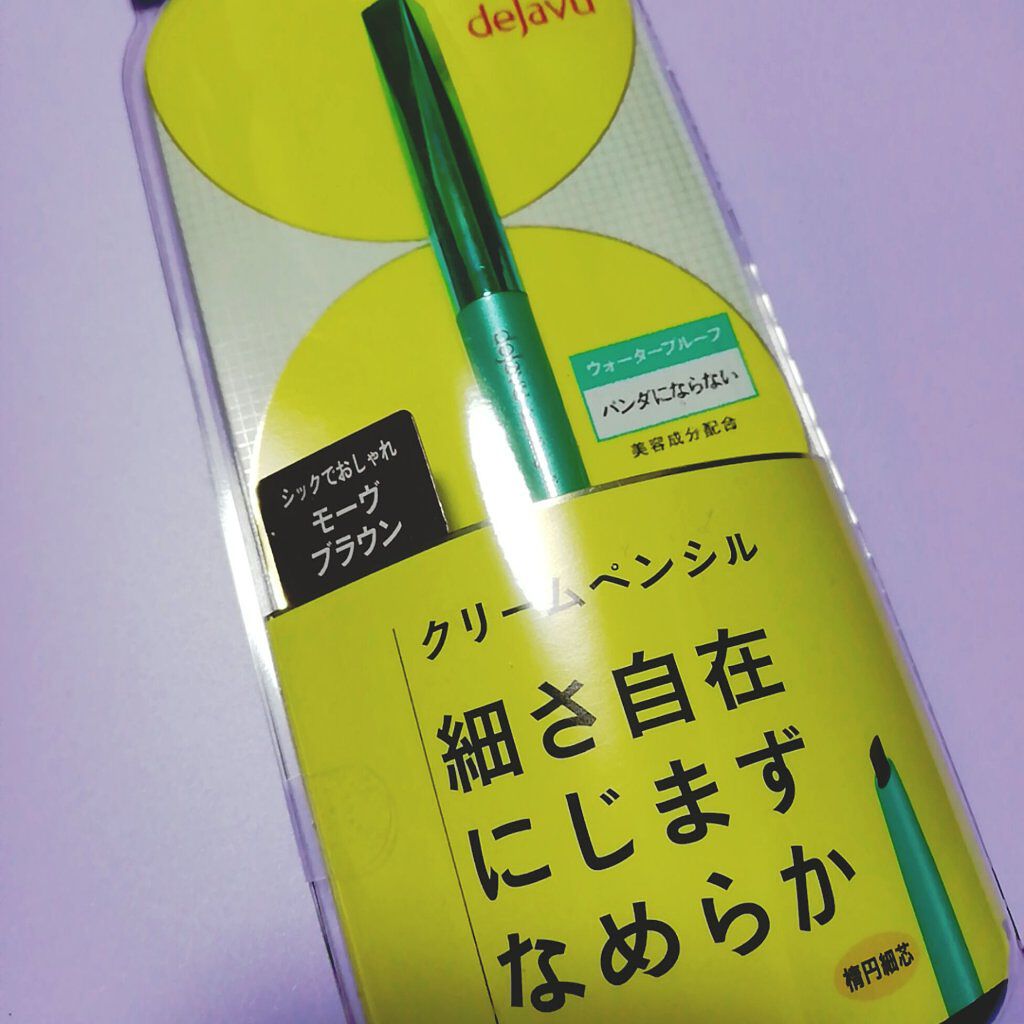 dejavu
dejavu
ウォータープルーフ
パンダにならない
美容成分配合
シックでおしゃれ
モーヴ
ブラウン
クリームペンシル
細さ自在
にじまず
なめらか
楕円細芯